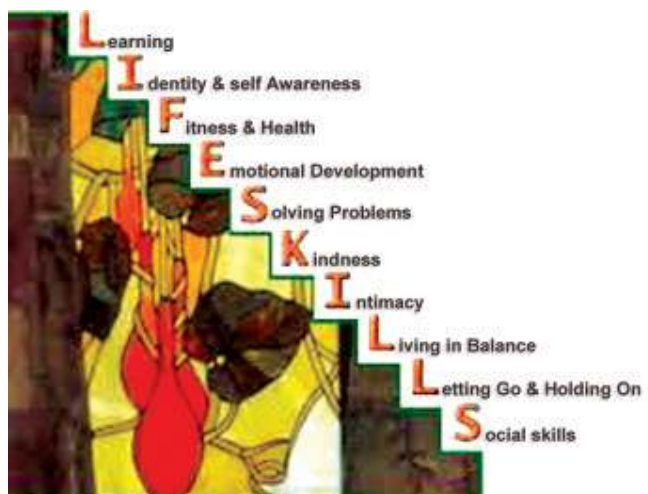 Learning
Identity & self Awareness
Fitness & Health
Emotional Development
Solving Problems
Kindness
Intimacy
Living in Balance
Letting Go & Holding On
Social skills